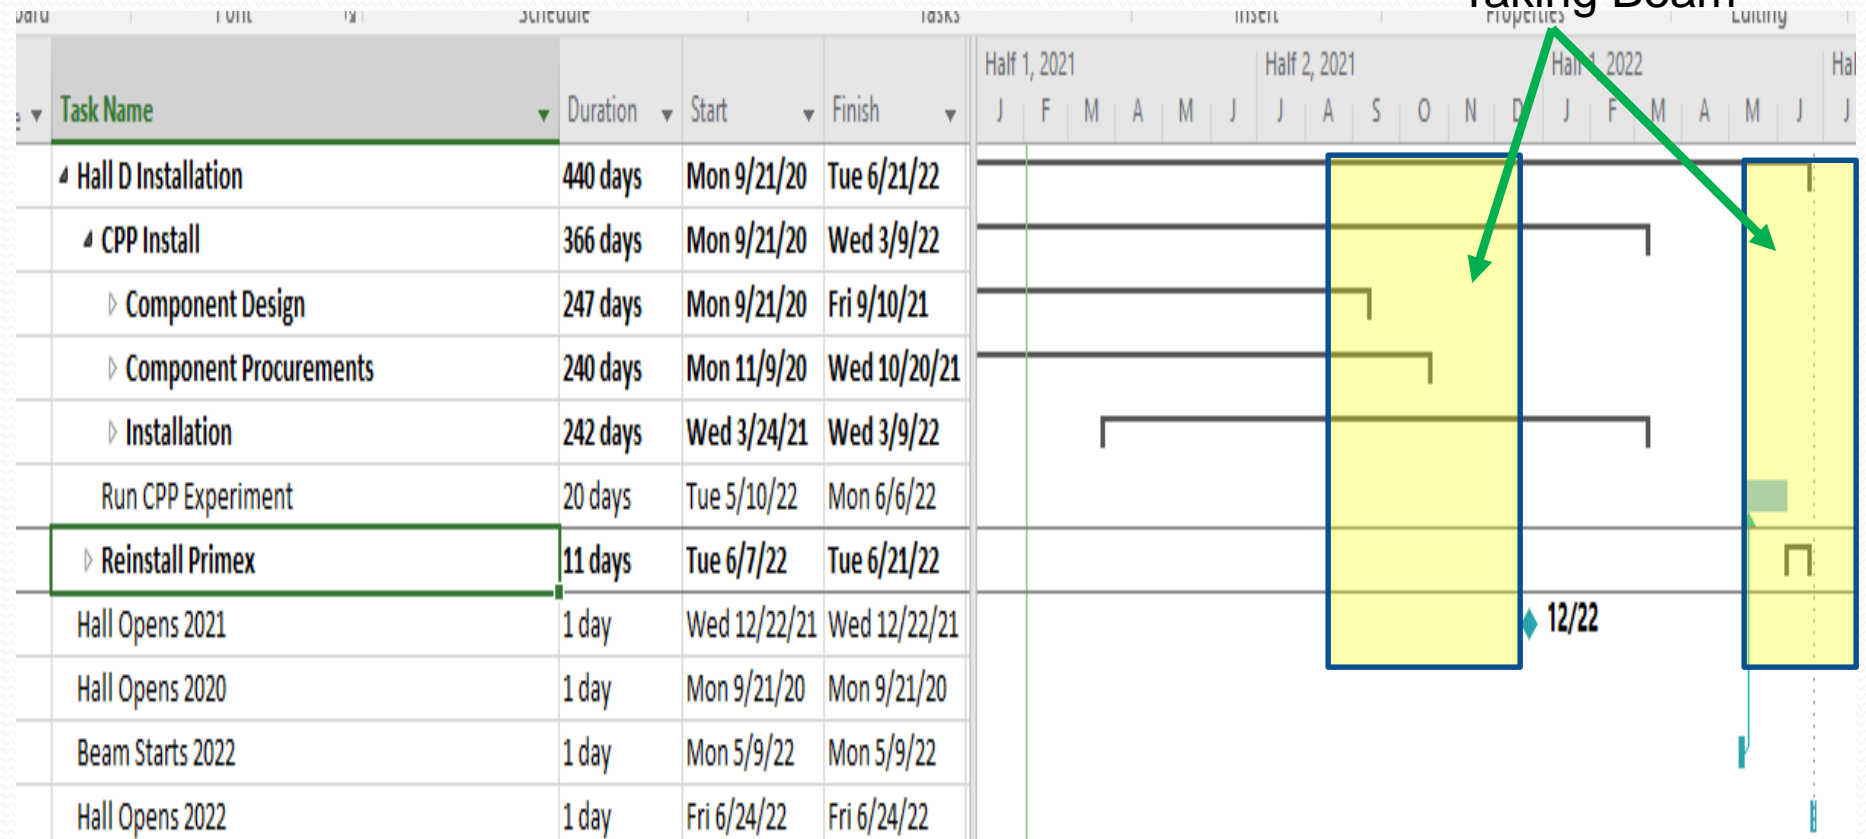 Taking Beam
Font Schedule Tasks Insert Properties Editing
Half 1, 2021 Half 2, 2021 Half 1, 2022
Task Name Duration Start Finish J F M A M J J A S O N D J F M A M J J
Hall D Installation 440 days Mon 9/21/20 Tue 6/21/22
CPP Install 366 days Mon 9/21/20 Wed 3/9/22
Component Design 247 days Mon 9/21/20 Fri 9/10/21
Component Procurements 240 days Mon 11/9/20 Wed 10/20/21
Installation 242 days Wed 3/24/21 Wed 3/9/22
Run CPP Experiment 20 days Tue 5/10/22 Mon 6/6/22
Reinstall Primex 11 days Tue 6/7/22 Tue 6/21/22
Hall Opens 2021 1 day Wed 12/22/21 Wed 12/22/21 12/22
Hall Opens 2020 1 day Mon 9/21/20 Mon 9/21/20
Beam Starts 2022 1 day Mon 5/9/22 Mon 5/9/22
Hall Opens 2022 1 day Fri 6/24/22 Fri 6/24/22